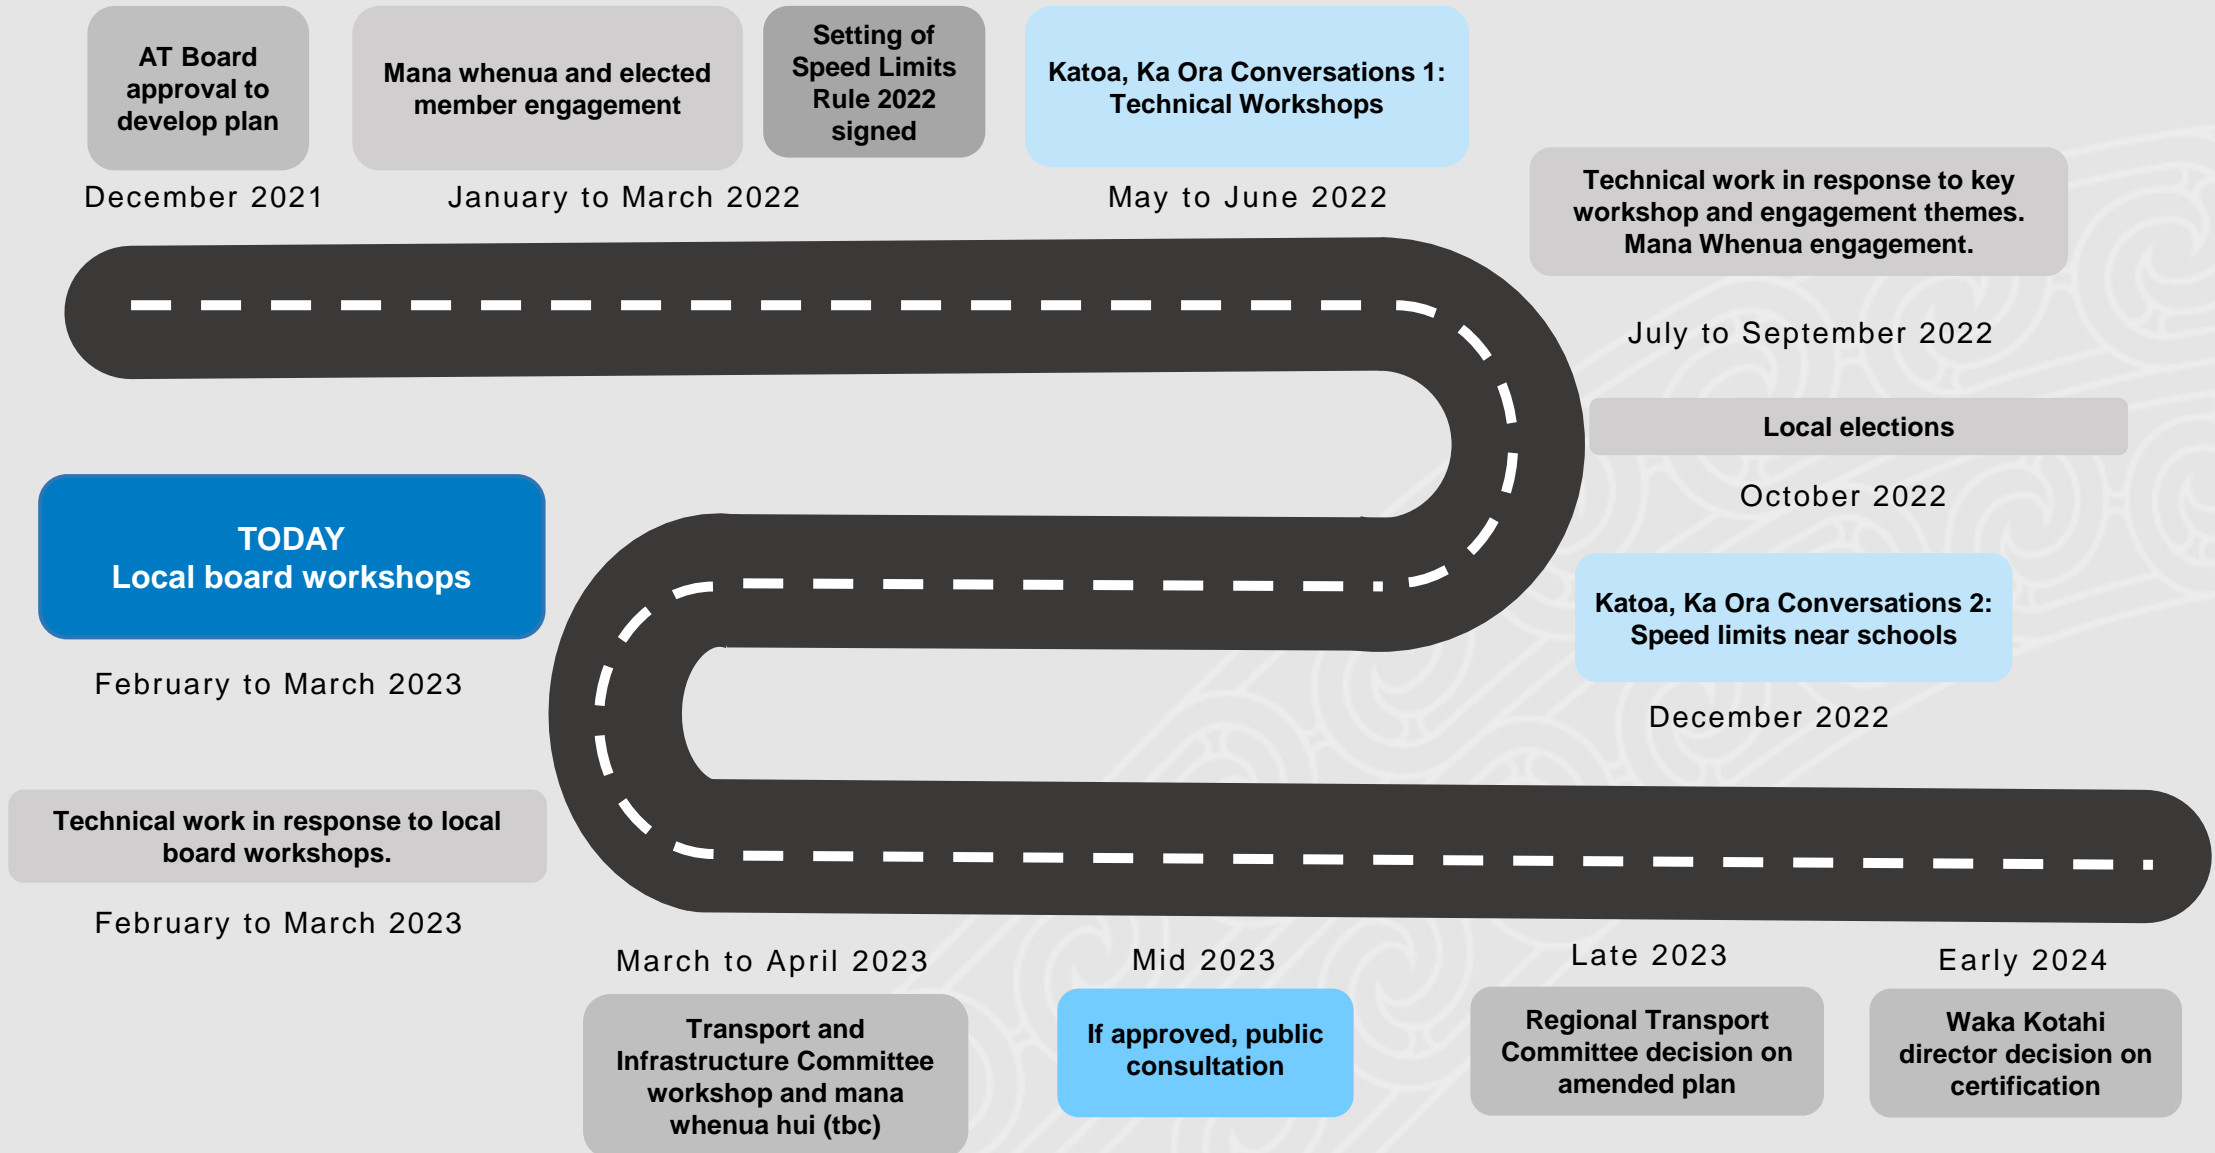 AT Board
approval to
develop plan
December 2021
Mana whenua and elected
member engagement
Setting of
Speed Limits
Rule 2022
signed
January to March 2022
Katoa, Ka Ora Conversations 1:
Technical Workshops
May to June 2022
Technical work in response to key
workshop and engagement themes.
Mana Whenua engagement.
July to September 2022
Local elections
October 2022
Katoa, Ka Ora Conversations 2:
Speed limits near schools
December 2022
TODAY
Local board workshops
February to March 2023
Technical work in response to local
board workshops.
February to March 2023
March to April 2023
Transport and
Infrastructure Committee
workshop and mana
whenua hui (tbc)
Mid 2023
If approved, public
consultation
Late 2023
Regional Transport
Committee decision on
amended plan
Early 2024
Waka Kotahi
director decision on
certification